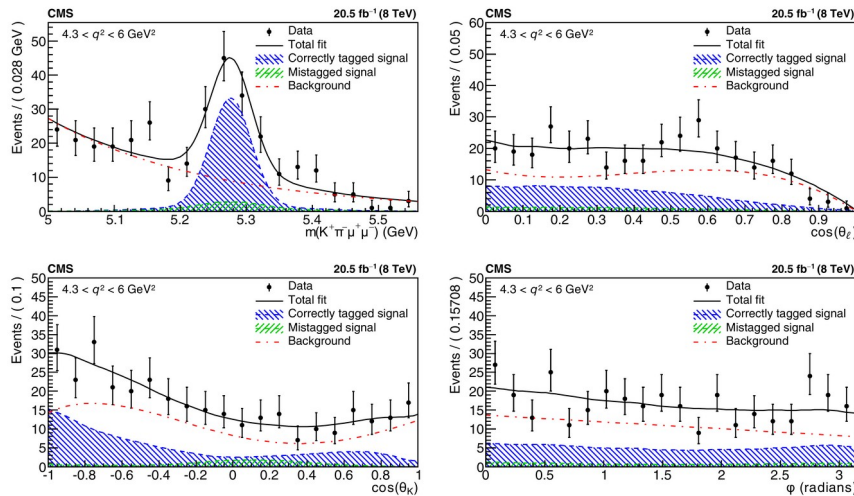 CMS 20.5 fb⁻¹ (8 TeV)
Events / ( 0.028 GeV )
4.3 < q² < 6 GeV²
Data
Total fit
Correctly tagged signal
Mistagged signal
Background
50
40
30
20
10
0
5 5.1 5.2 5.3 5.4 5.5
m(K⁺π⁻μ⁺μ⁻) (GeV)
CMS 20.5 fb⁻¹ (8 TeV)
Events / ( 0.05 )
4.3 < q² < 6 GeV²
Data
Total fit
Correctly tagged signal
Mistagged signal
Background
60
50
40
30
20
10
0
0 0.1 0.2 0.3 0.4 0.5 0.6 0.7 0.8 0.9 1
cos(θℓ)
CMS 20.5 fb⁻¹ (8 TeV)
Events / ( 0.1 )
4.3 < q² < 6 GeV²
Data
Total fit
Correctly tagged signal
Mistagged signal
Background
50
45
40
35
30
25
20
15
10
5
0
-1 -0.8 -0.6 -0.4 -0.2 0 0.2 0.4 0.6 0.8 1
cos(θK)
CMS 20.5 fb⁻¹ (8 TeV)
Events / ( 0.15708 )
4.3 < q² < 6 GeV²
Data
Total fit
Correctly tagged signal
Mistagged signal
Background
50
45
40
35
30
25
20
15
10
5
0
0 0.5 1 1.5 2 2.5 3
φ (radians)